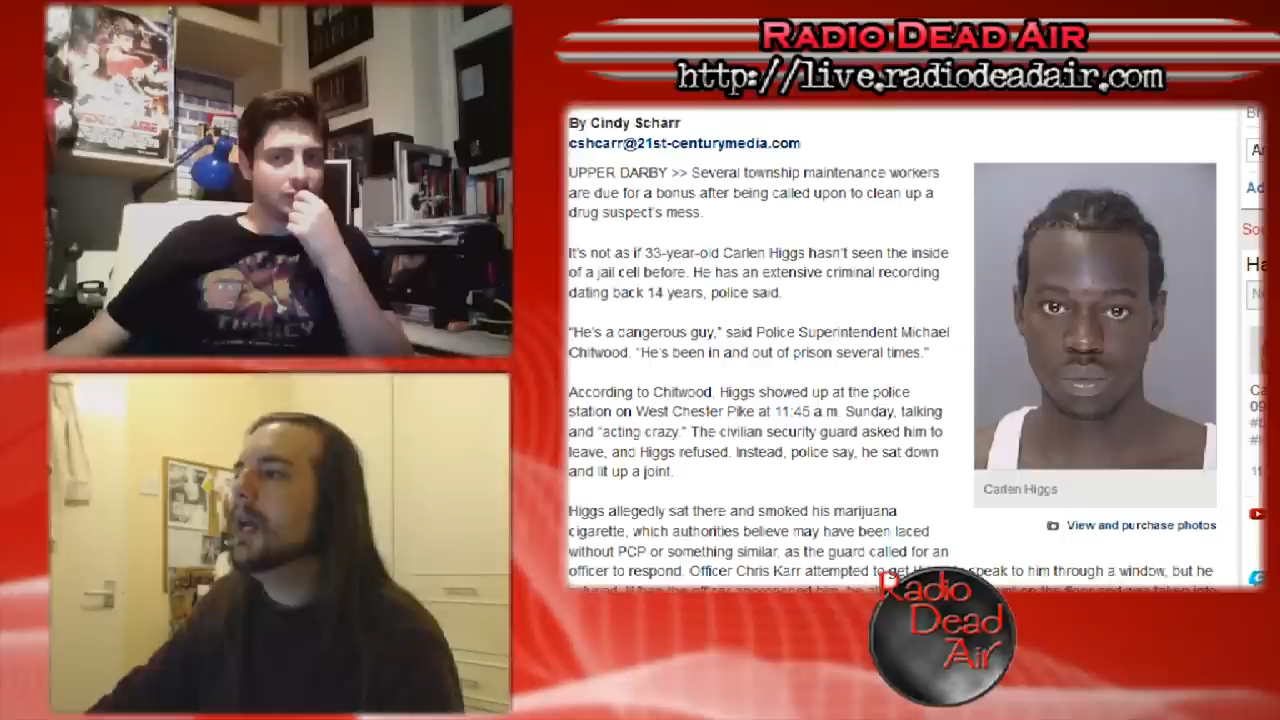 RADIO DEAD AIR
http://live.radiodeadair.com
By Cindy Scharr
cshcarr@21st-centurymedia.com
UPPER DARBY >> Several township maintenance workers
are due for a bonus after being called upon to clean up a
drug suspect's mess.
It's not as if 33-year-old Carlen Higgs hasn't seen the inside
of a jail cell before. He has an extensive criminal recording
dating back 14 years, police said.
"He's a dangerous guy," said Police Superintendent Michael
Chitwood. "He's been in and out of prison several times."
According to Chitwood, Higgs showed up at the police
station on West Chester Pike at 11:45 a.m. Sunday, talking
and "acting crazy." The civilian security guard asked him to
leave, and Higgs refused. Instead, police say, he sat down
and lit up a joint.
Higgs allegedly sat there and smoked his marijuana
cigarette, which authorities believe may have been laced
without PCP or something similar, as the guard called for an
officer to respond. Officer Chris Karr attempted to get speak to him through a window, but he
Carlen Higgs
View and purchase photos
Radio
Dead
Air
TURKEY